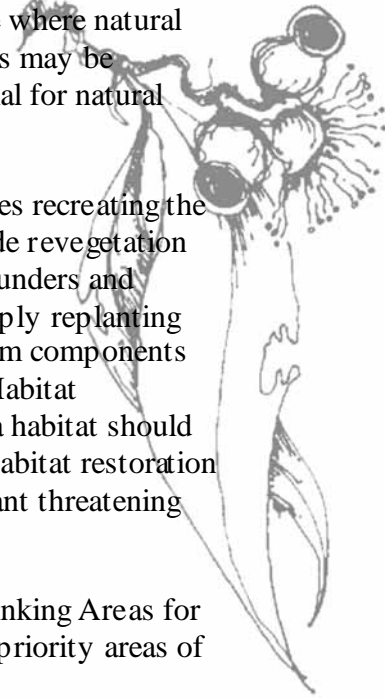 e where natural
s may be
al for natural
es recreating the
de revegetation
unders and
ply replanting
m components
Habitat
a habitat should
abitat restoration
ant threatening
nking Areas for
priority areas of